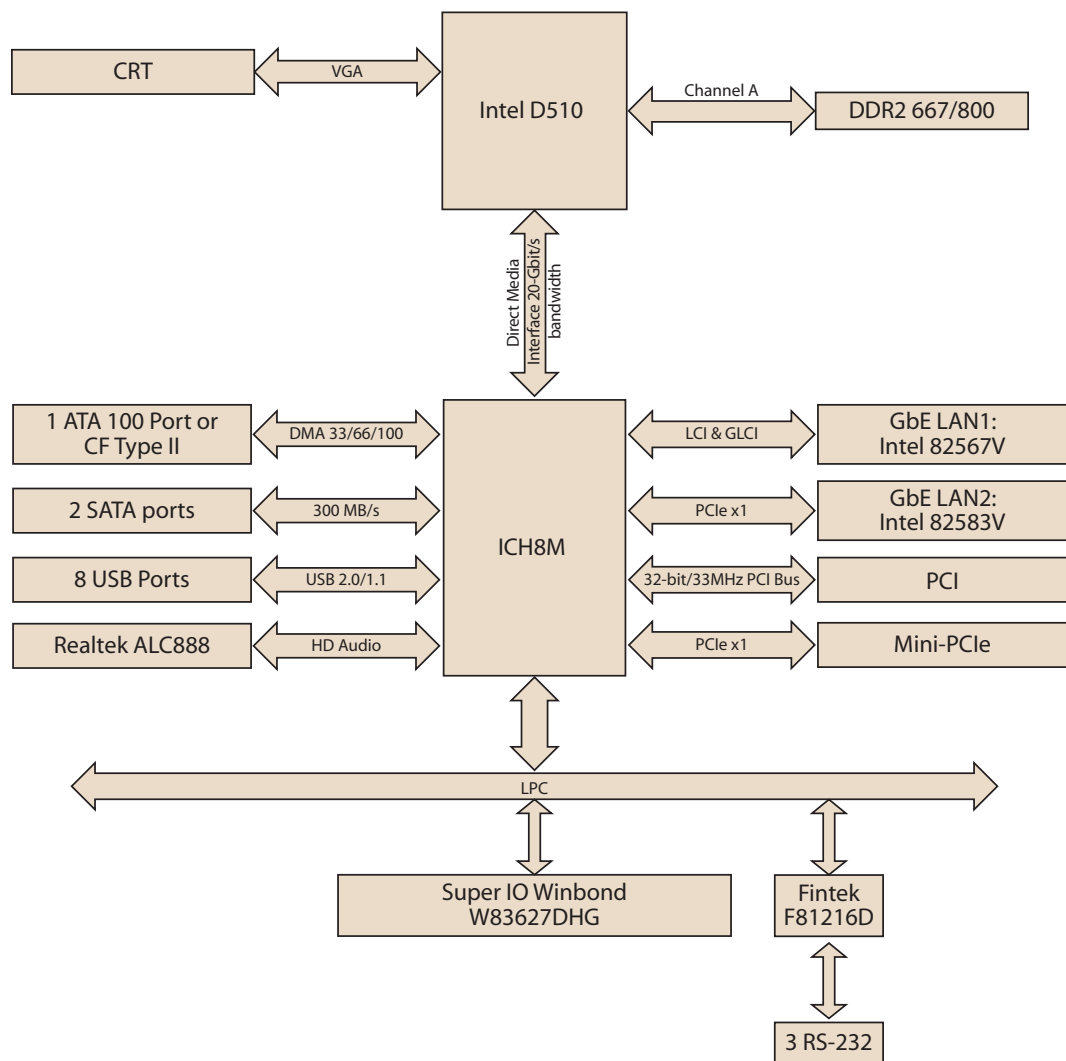 CRT
VGA
Intel D510
Channel A
DDR2 667/800
Direct Media
Interface 20-Gbit/s
bandwidth
1 ATA 100 Port or
CF Type II
DMA 33/66/100
ICH8M
LCI & GLCI
GbE LAN1:
Intel 82567V
2 SATA ports
300 MB/s
PCIe x1
GbE LAN2:
Intel 82583V
8 USB Ports
USB 2.0/1.1
32-bit/33MHz PCI Bus
PCI
Realtek ALC888
HD Audio
PCIe x1
Mini-PCIe
LPC
Super IO Winbond
W83627DHG
Fintek
F81216D
3 RS-232